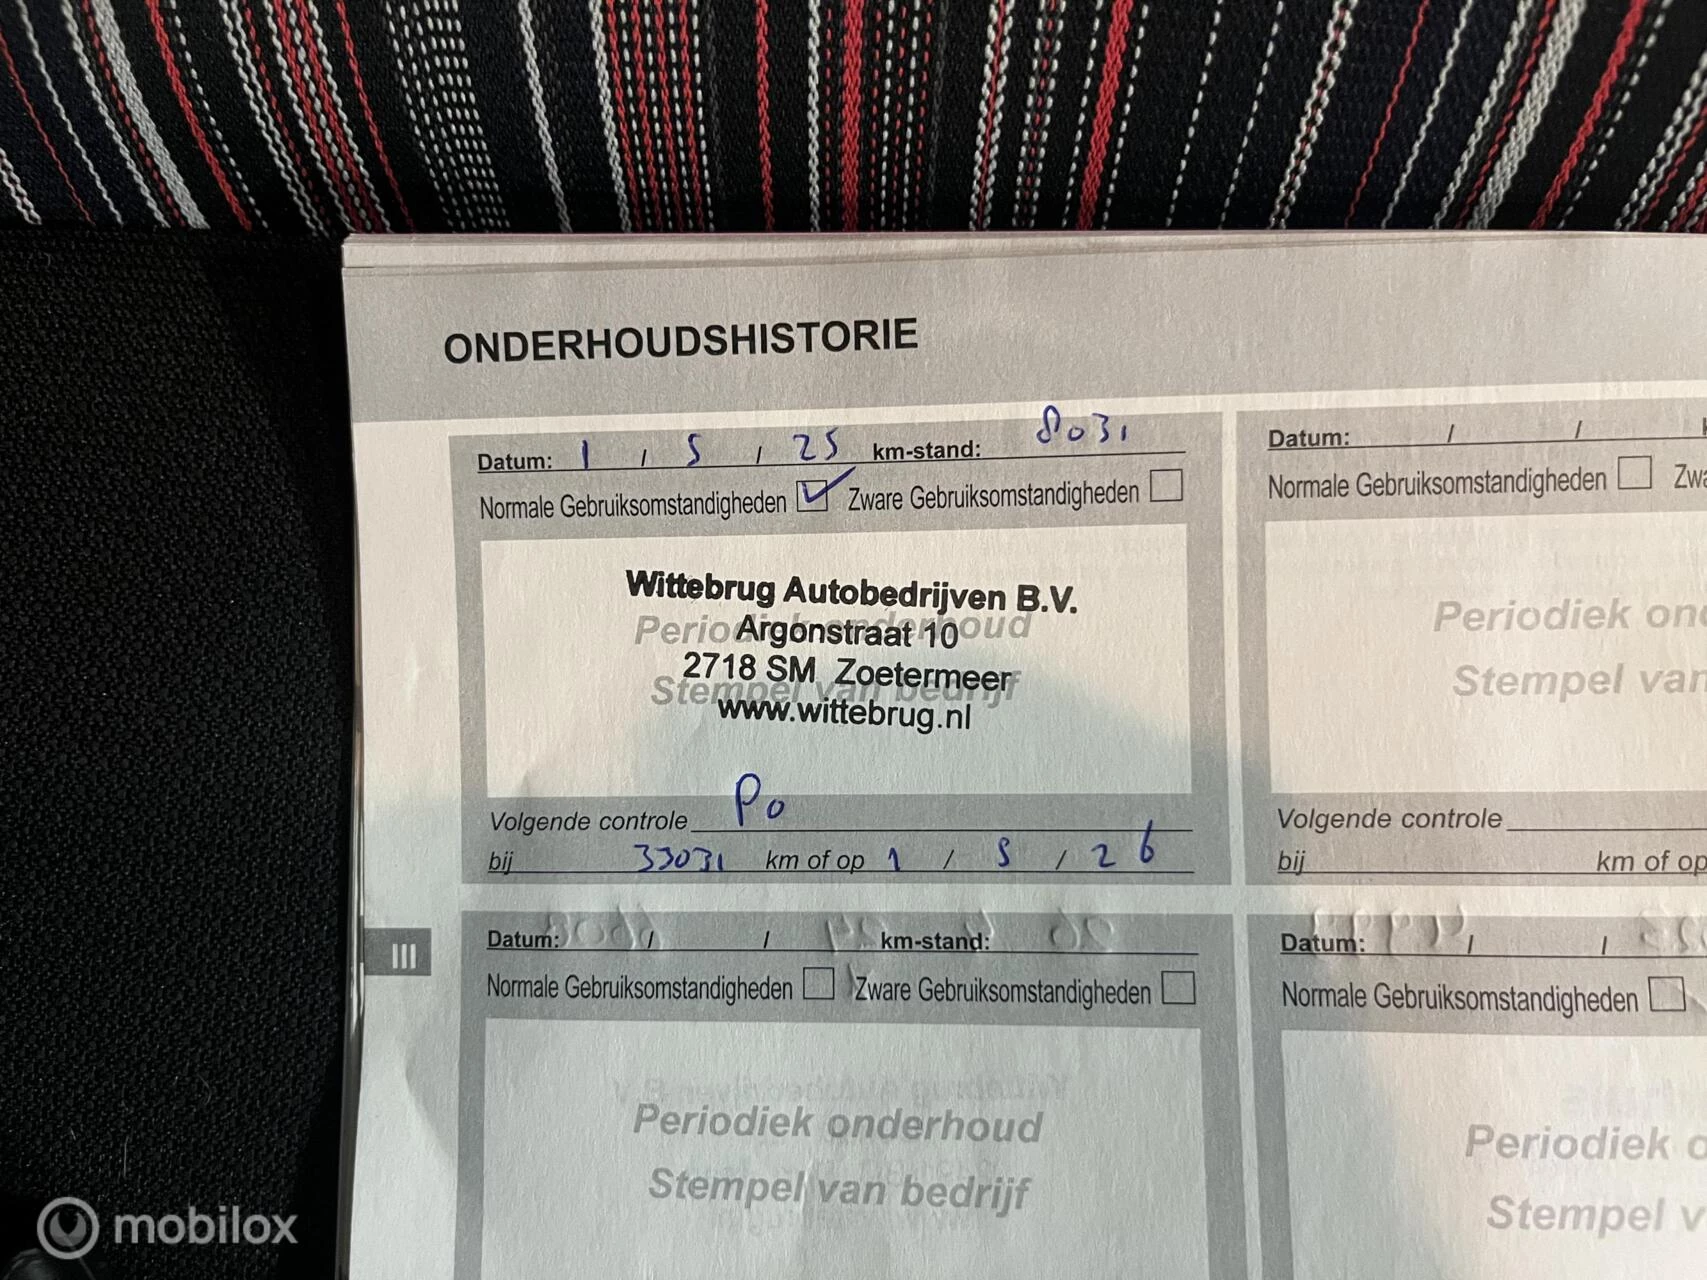 ONDERHOUDSHISTORIE
Datum: 1 / 5 / 25 km-stand: 8031
Normale Gebruiksomstandigheden Zware Gebruiksomstandigheden
Wittebrug Autobedrijven B.V.
Periodiek onderhoud
Argonstraat 10
2718 SM Zoetermeer
Stempel van bedrijf
www.wittebrug.nl
Volgende controle Po
bij 33031 km of op 1 / 5 / 26
Datum: / /
Normale Gebruiksomstandigheden
Periodiek
Stempel van
Volgende controle
bij km of op
III
Datum: / / km-stand:
Normale Gebruiksomstandigheden Zware Gebruiksomstandigheden
Periodiek onderhoud
Stempel van bedrijf
Datum: / /
Normale Gebruiksomstandigheden
Periodiek
Stempel
mobilox